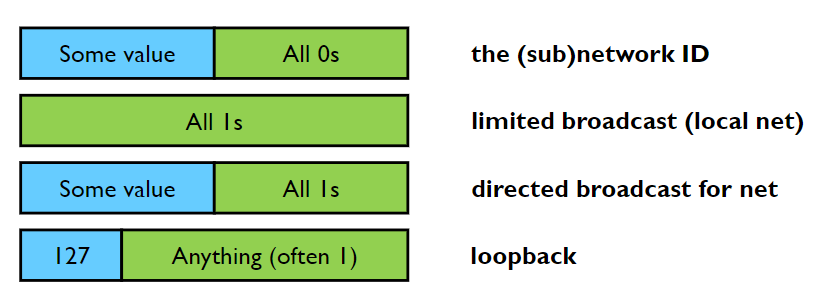 Some value All 0s the (sub)network ID
All 1s limited broadcast (local net)
Some value All 1s directed broadcast for net
127 Anything (often 1) loopback